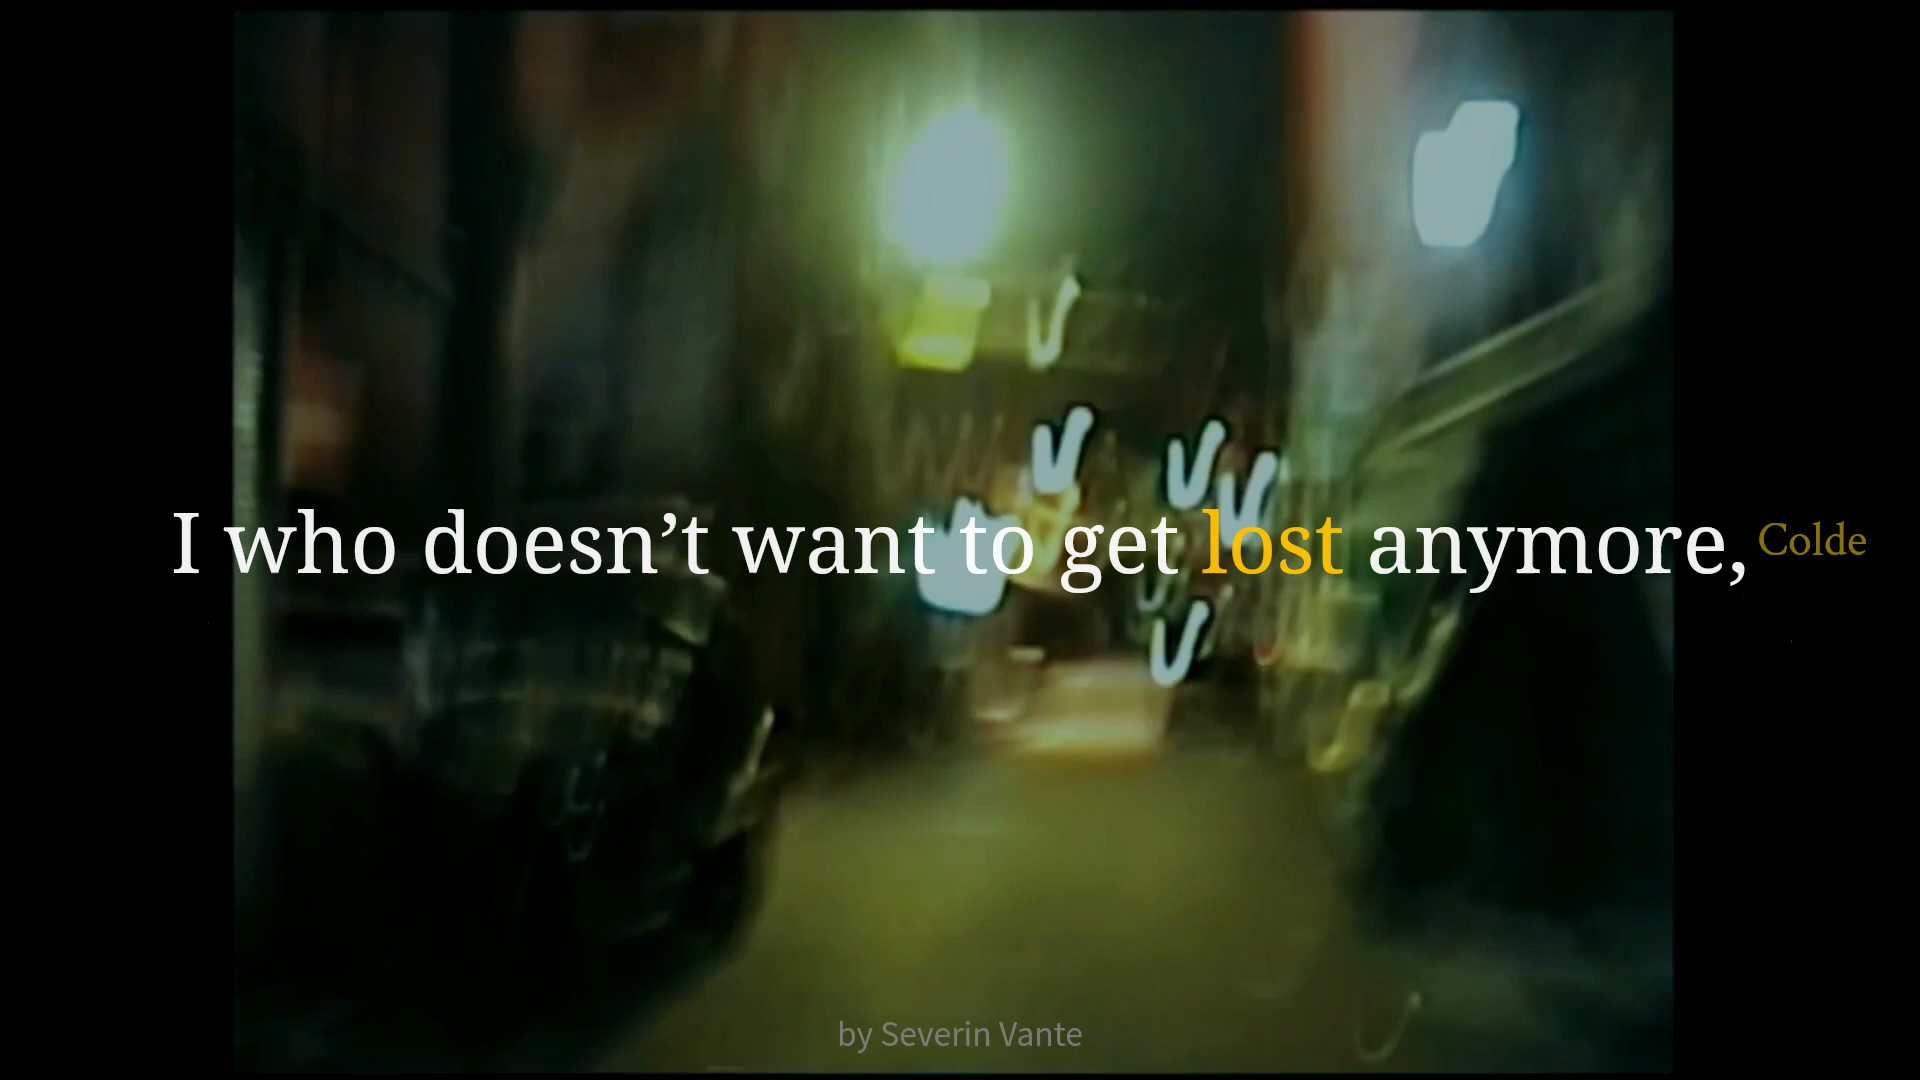 I who doesn’t want to get lost anymore,
Colde
by Severin Vante